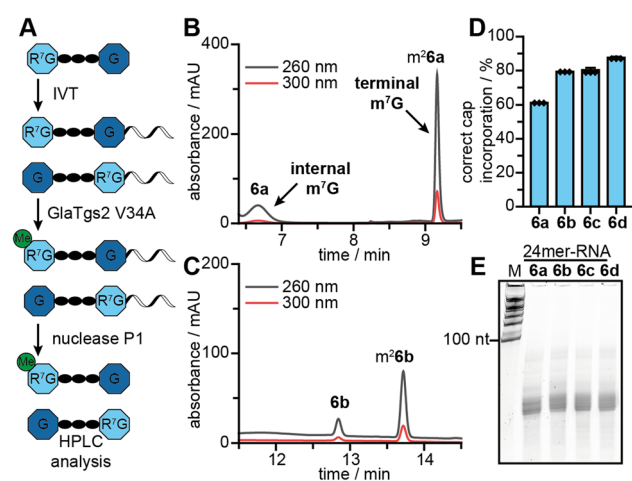 A
R⁷G G
IVT
R⁷G G
G R⁷G
GlaTgs2 V34A
Me
R⁷G G
G R⁷G
nuclease P1
Me
R⁷G G
G R⁷G
HPLC
analysis
B
absorbance / mAU
400
200
0
260 nm
300 nm
m²6a
terminal
m⁷G
6a
internal
m⁷G
7 8 9
time / min
C
absorbance / mAU
200
100
0
260 nm
300 nm
m²6b
6b
12 13 14
time / min
D
correct cap
incorporation / %
100
80
60
40
20
0
6a 6b 6c 6d
E
24mer-RNA
M 6a 6b 6c 6d
100 nt